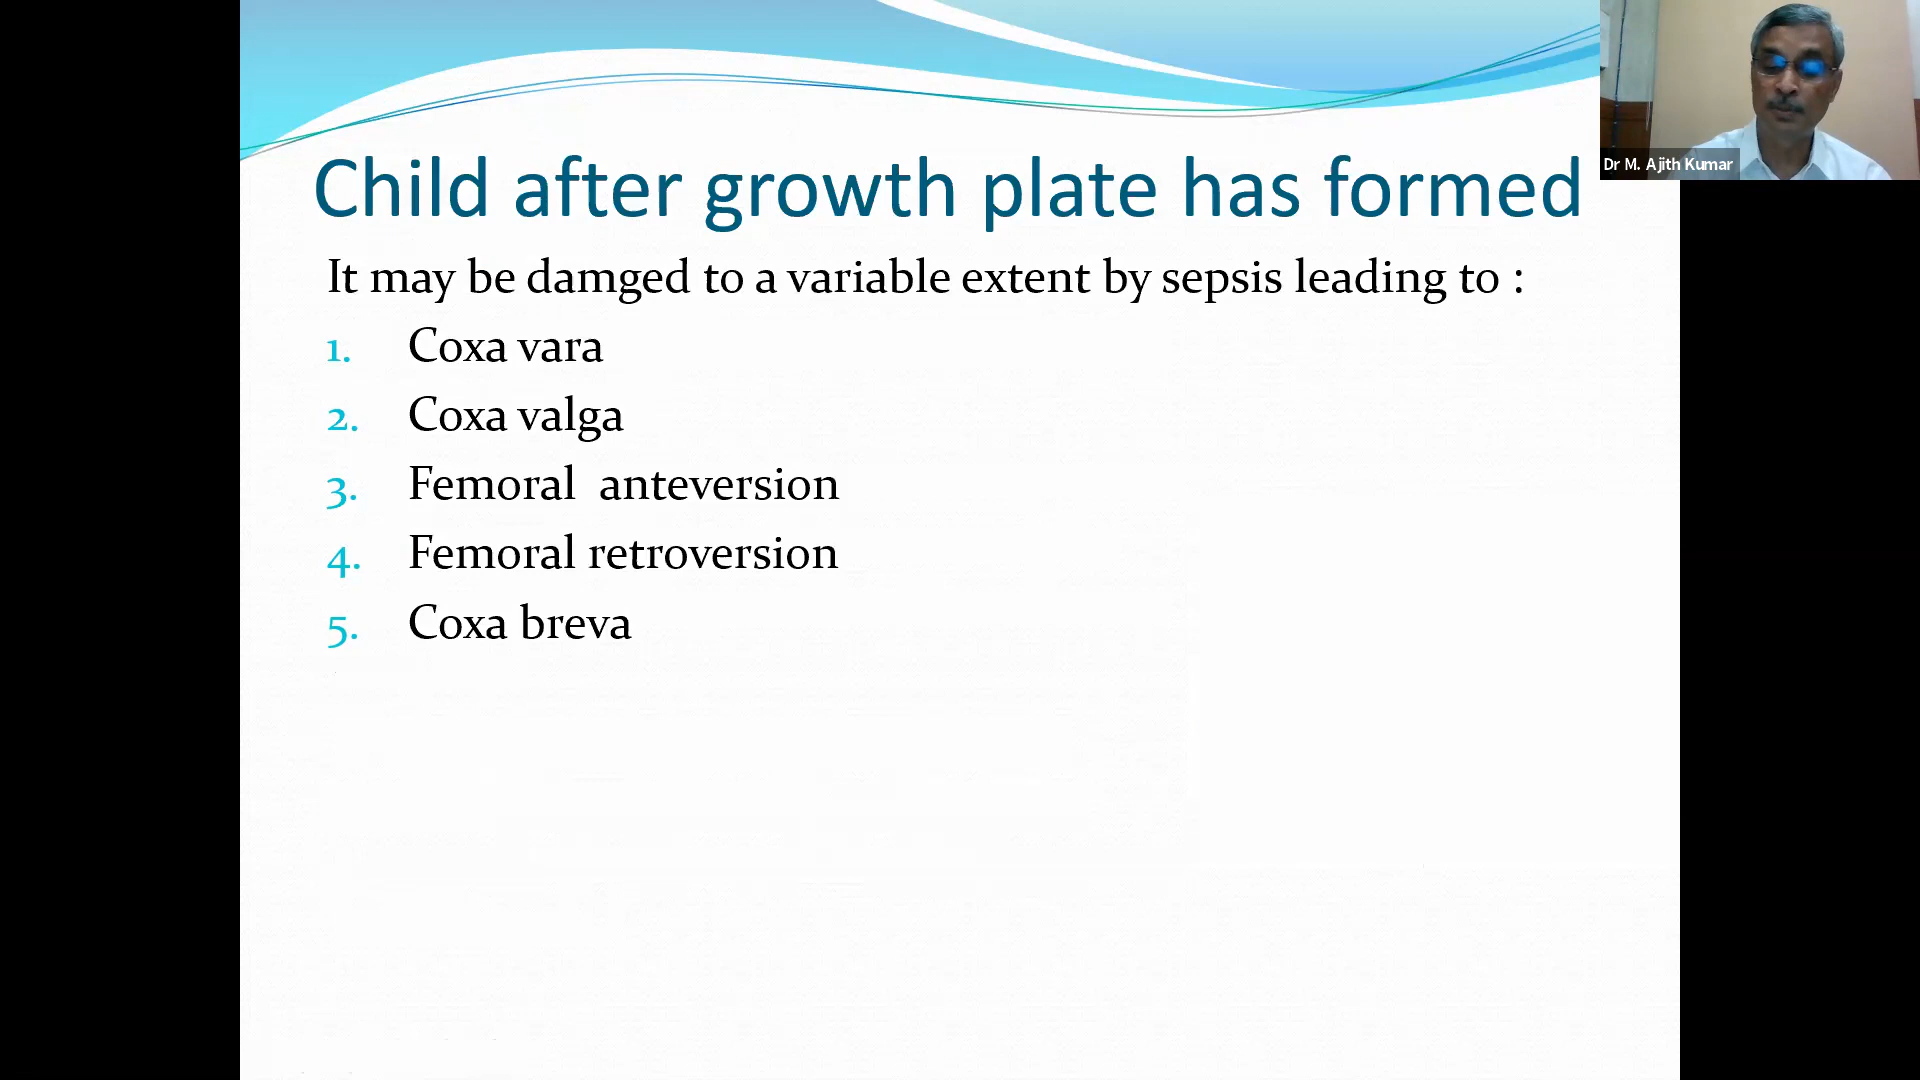 Dr M. Ajith Kumar
Child after growth plate has formed
It may be damged to a variable extent by sepsis leading to :
1. Coxa vara
2. Coxa valga
3. Femoral  anteversion
4. Femoral retroversion
5. Coxa breva